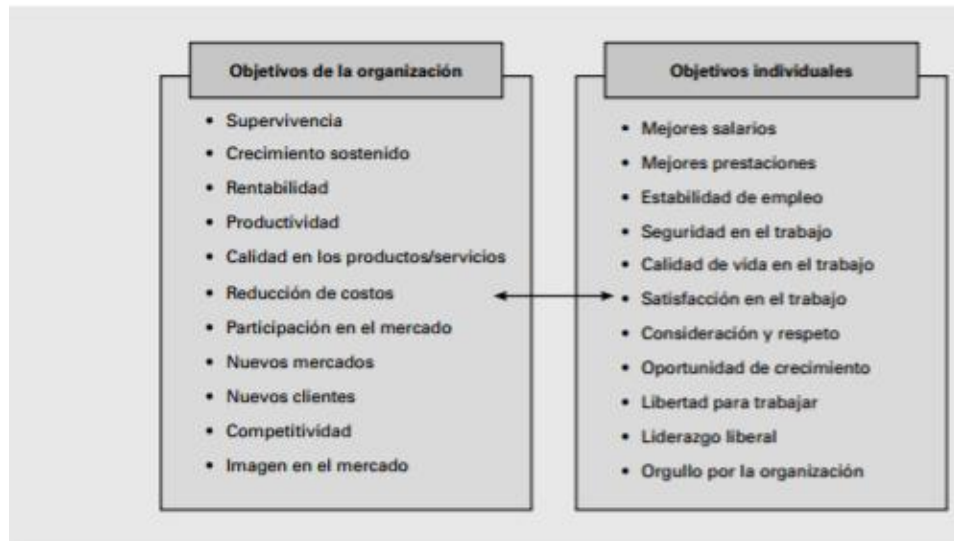 Objetivos de la organización
• Supervivencia
• Crecimiento sostenido
• Rentabilidad
• Productividad
• Calidad en los productos/servicios
• Reducción de costos
• Participación en el mercado
• Nuevos mercados
• Nuevos clientes
• Competitividad
• Imagen en el mercado
Objetivos individuales
• Mejores salarios
• Mejores prestaciones
• Estabilidad de empleo
• Seguridad en el trabajo
• Calidad de vida en el trabajo
• Satisfacción en el trabajo
• Consideración y respeto
• Oportunidad de crecimiento
• Libertad para trabajar
• Liderazgo liberal
• Orgullo por la organización